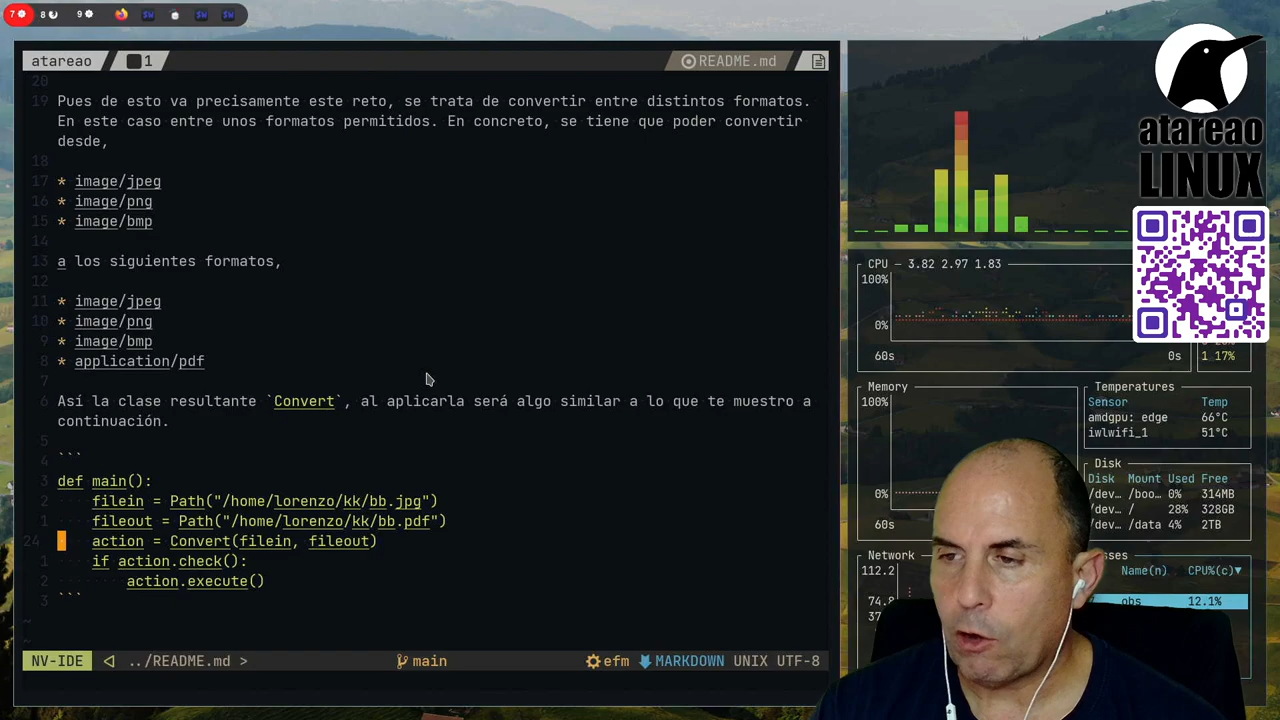 7 8 9
atareao 1 README.md
20
19 Pues de esto va precisamente este reto, se trata de convertir entre distintos formatos.
En este caso entre unos formatos permitidos. En concreto, se tiene que poder convertir
desde,
18
17 * image/jpeg
16 * image/png
15 * image/bmp
14
13 a los siguientes formatos,
12
11 * image/jpeg
10 * image/png
9 * image/bmp
8 * application/pdf
7
6 Así la clase resultante `Convert`, al aplicarla será algo similar a lo que te muestro a
continuación.
5
4 ```
3 def main():
2 filein = Path("/home/lorenzo/kk/bb.jpg")
1 fileout = Path("/home/lorenzo/kk/bb.pdf")
24 action = Convert(filein, fileout)
1 if action.check():
2 action.execute()
3 ```
~
~
NV-IDE ../README.md > main efm MARKDOWN UNIX UTF-8
atareao
LINUX
CPU — 3.82 2.97 1.83
100%
0%
60s 0s
1 17%
Memory
100%
0%
60s
Temperatures
Sensor Temp
amdgpu: edge 66°C
iwlwifi_1 51°C
Disk
Disk Mount Used Free
/dev… /boo… 0% 314MB
/dev… / 28% 328GB
/dev… /data 4% 2TB
Network
112.2
74.8
37
esses
Name(n) CPU%(c)▼
obs 12.1%